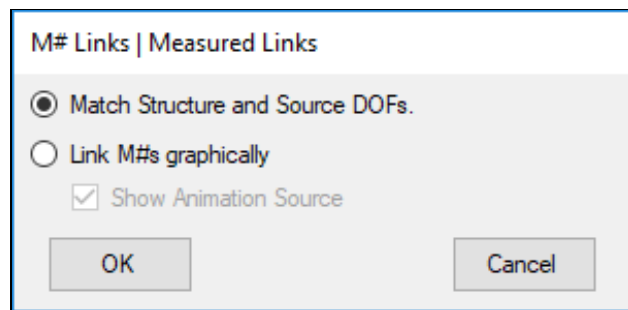 M# Links | Measured Links
Match Structure and Source DOFs.
Link M#s graphically
Show Animation Source
OK
Cancel